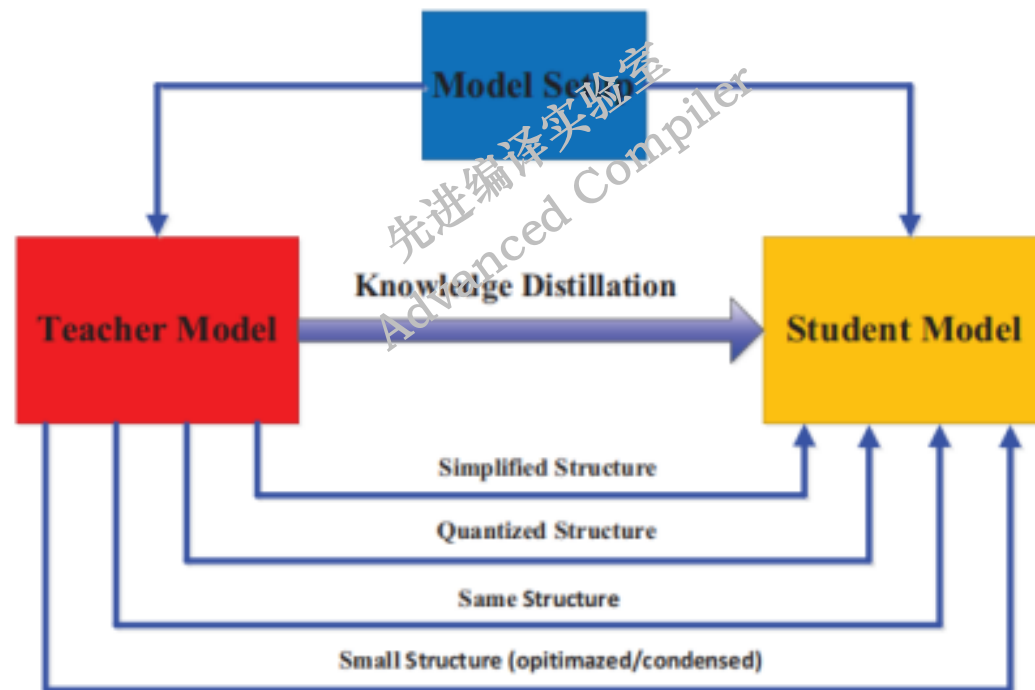 Model Setup
先进编译实验室
Advanced Compiler
Knowledge Distillation
Teacher Model
Student Model
Simplified Structure
Quantized Structure
Same Structure
Small Structure (opitimazed/condensed)